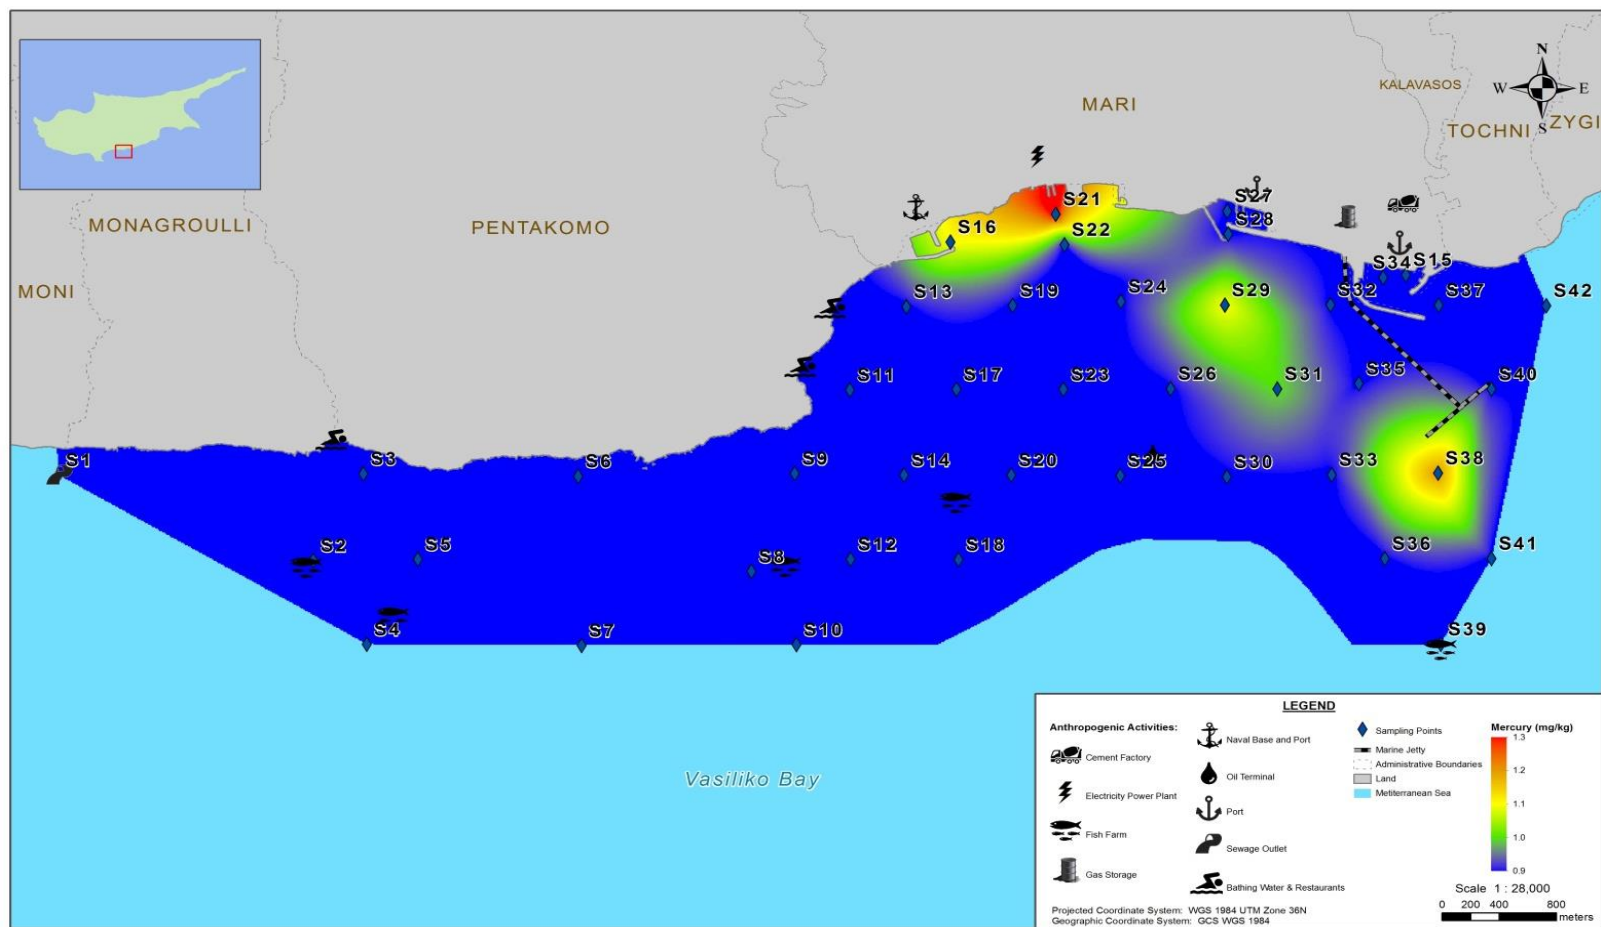 N
W
E
S
MARI
KALAVASOS
TOCHNI
ZYGI
MONAGROULLI
PENTAKOMO
MONI
S21
S27
S28
S16
S22
S34
S15
S13
S19
S24
S29
S32
S37
S42
S11
S17
S23
S26
S31
S35
S40
S1
S3
S6
S9
S14
S20
S25
S30
S33
S38
S2
S5
S8
S12
S18
S36
S41
S4
S7
S10
S39
Vasiliko Bay
LEGEND
Anthropogenic Activities:
Cement Factory
Electricity Power Plant
Fish Farm
Gas Storage
Naval Base and Port
Oil Terminal
Port
Sewage Outlet
Bathing Water & Restaurants
Sampling Points
Marine Jetty
Administrative Boundaries
Land
Metiterranean Sea
Mercury (mg/kg)
1.3
1.2
1.1
1.0
0.9
Scale 1 : 28,000
0 200 400 800
meters
Projected Coordinate System: WGS 1984 UTM Zone 36N
Geographic Coordinate System: GCS WGS 1984